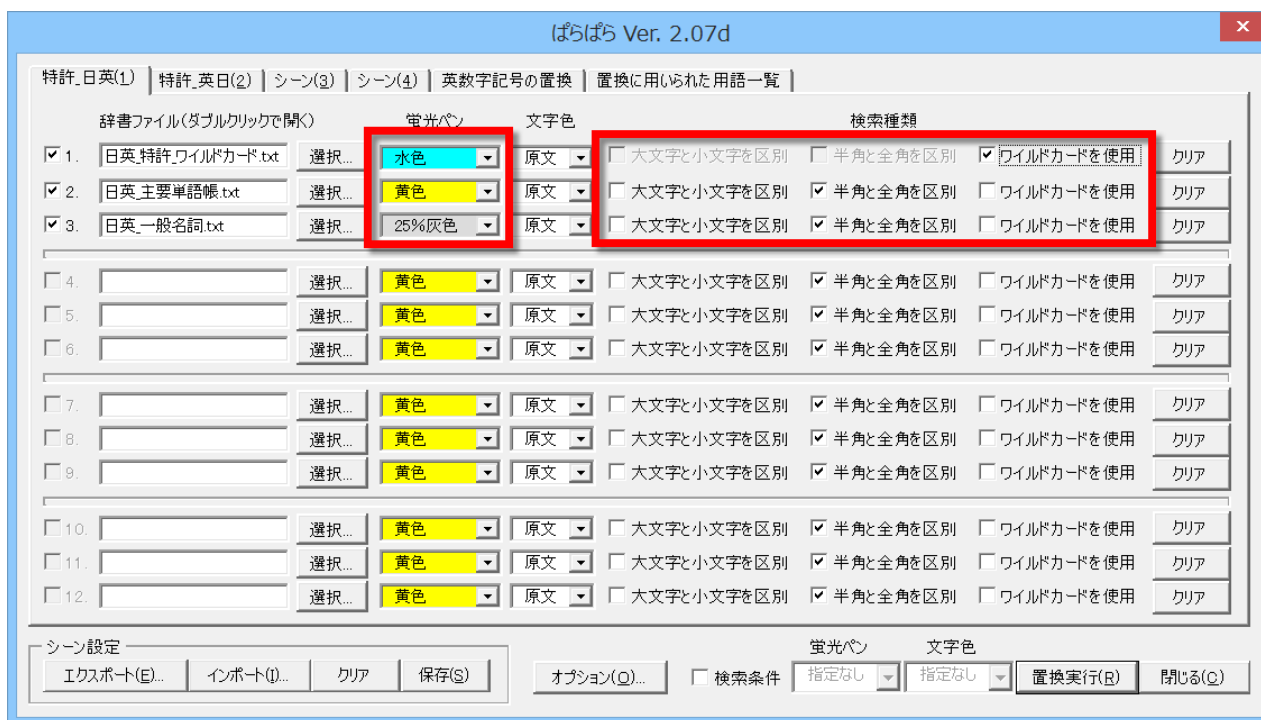 ぱらぱら Ver. 2.07d
特許_日英(1) 特許_英日(2) シーン(3) シーン(4) 英数字記号の置換 置換に用いられた用語一覧
辞書ファイル(ダブルクリックで開く) 蛍光ペン 文字色 検索種類
1. 日英_特許_ワイルドカード.txt 選択... 水色 原文 大文字と小文字を区別 半角と全角を区別 ワイルドカードを使用 クリア
2. 日英_主要単語帳.txt 選択... 黄色 原文 大文字と小文字を区別 半角と全角を区別 ワイルドカードを使用 クリア
3. 日英_一般名詞.txt 選択... 25%灰色 原文 大文字と小文字を区別 半角と全角を区別 ワイルドカードを使用 クリア
4. 選択... 黄色 原文 大文字と小文字を区別 半角と全角を区別 ワイルドカードを使用 クリア
5. 選択... 黄色 原文 大文字と小文字を区別 半角と全角を区別 ワイルドカードを使用 クリア
6. 選択... 黄色 原文 大文字と小文字を区別 半角と全角を区別 ワイルドカードを使用 クリア
7. 選択... 黄色 原文 大文字と小文字を区別 半角と全角を区別 ワイルドカードを使用 クリア
8. 選択... 黄色 原文 大文字と小文字を区別 半角と全角を区別 ワイルドカードを使用 クリア
9. 選択... 黄色 原文 大文字と小文字を区別 半角と全角を区別 ワイルドカードを使用 クリア
10. 選択... 黄色 原文 大文字と小文字を区別 半角と全角を区別 ワイルドカードを使用 クリア
11. 選択... 黄色 原文 大文字と小文字を区別 半角と全角を区別 ワイルドカードを使用 クリア
12. 選択... 黄色 原文 大文字と小文字を区別 半角と全角を区別 ワイルドカードを使用 クリア
シーン設定 蛍光ペン 文字色
エクスポート(E)... インポート(I)... クリア 保存(S) オプション(O)... 検索条件 指定なし 指定なし 置換実行(R) 閉じる(C)